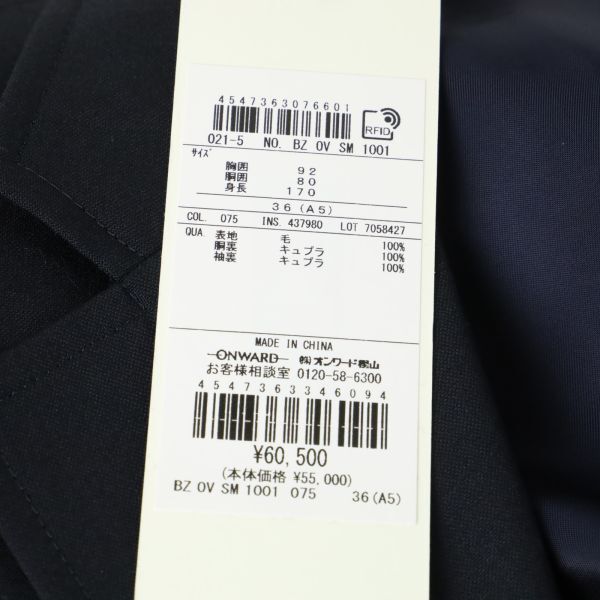 4547363076601
RFID
021-5 NO. BZ OV SM 1001
ｻｲｽﾞ
胸囲 92
胴囲 80
身長 170
36(A5)
COL. 075 INS. 437980 LOT 7058427
QUA. 表地 毛 100%
胴裏 キュプラ 100%
袖裏 キュプラ 100%
MADE IN CHINA
ONWARD ㈱オンワード樫山
お客様相談室 0120-58-6300
4547363346094
¥60,500
(本体価格 ¥55,000)
BZ OV SM 1001 075 36(A5)